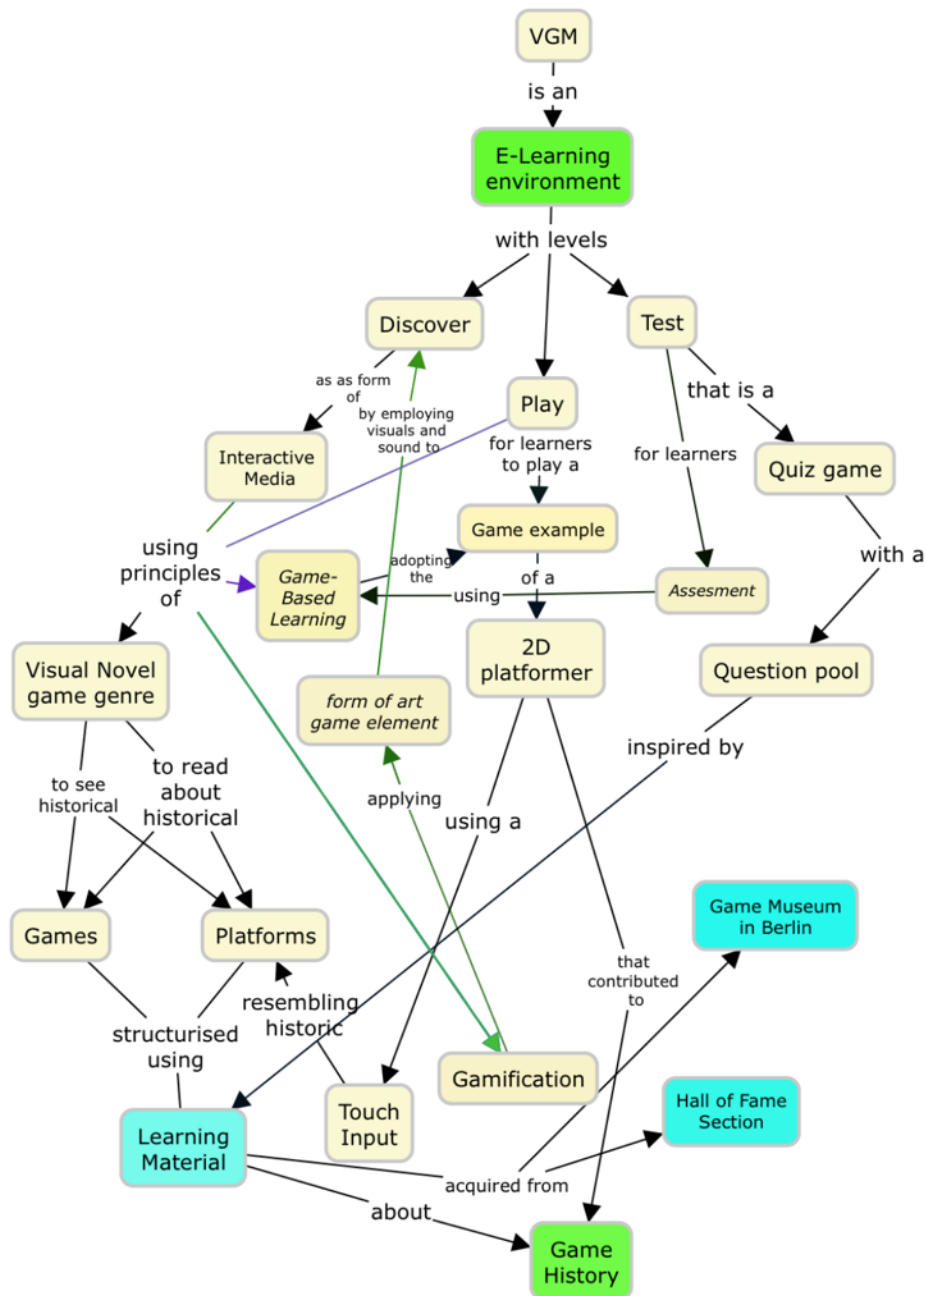 VGM
is an
E-Learning
environment
with levels
Discover
Test
as as form
of
by employing
visuals and
sound to
Play
that is a
Interactive
Media
for learners
to play a
for learners
Quiz game
using
principles
of
Game example
with a
adopting
the
Game-
Based
Learning
of a
using
Assesment
Visual Novel
game genre
2D
platformer
Question pool
form of art
game element
inspired by
to see
historical
to read
about
historical
applying
using a
Games
Platforms
Game Museum
in Berlin
that
contributed
to
resembling
historic
structurised
using
Gamification
Touch
Input
Hall of Fame
Section
Learning
Material
acquired from
about
Game
History